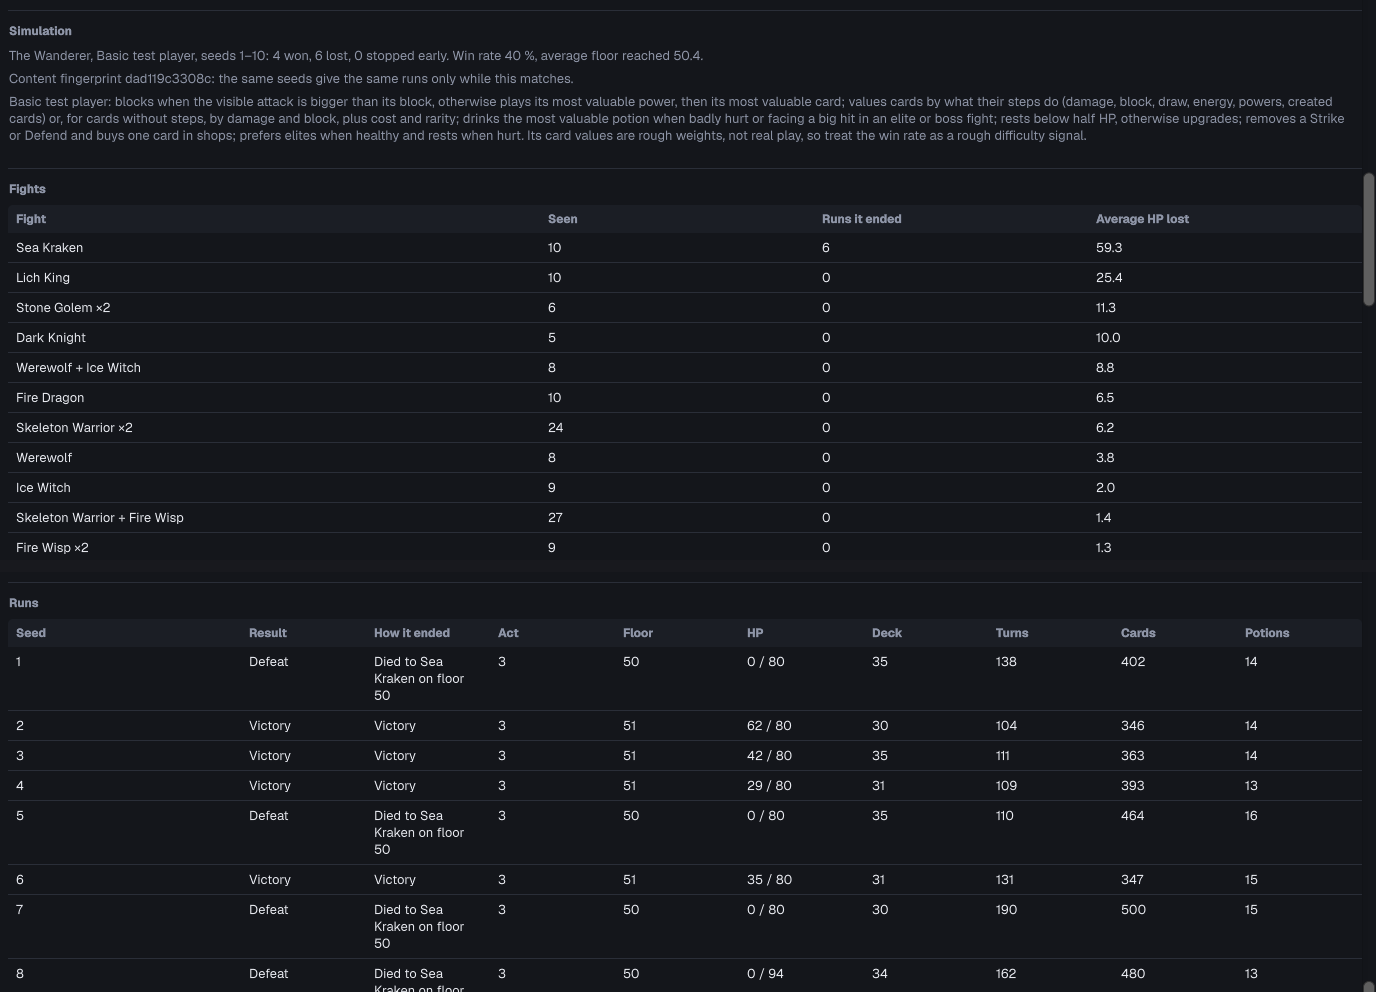 Simulation
The Wanderer, Basic test player, seeds 1–10: 4 won, 6 lost, 0 stopped early. Win rate 40 %, average floor reached 50.4.
Content fingerprint dad119c3308c: the same seeds give the same runs only while this matches.
Basic test player: blocks when the visible attack is bigger than its block, otherwise plays its most valuable power, then its most valuable card; values cards by what their steps do (damage, block, draw, energy, powers, created
cards) or, for cards without steps, by damage and block, plus cost and rarity; drinks the most valuable potion when badly hurt or facing a big hit in an elite or boss fight; rests below half HP, otherwise upgrades; removes a Strike
or Defend and buys one card in shops; prefers elites when healthy and rests when hurt. Its card values are rough weights, not real play, so treat the win rate as a rough difficulty signal.
Fights
Fight Seen Runs it ended Average HP lost
Sea Kraken 10 6 59.3
Lich King 10 0 25.4
Stone Golem ×2 6 0 11.3
Dark Knight 5 0 10.0
Werewolf + Ice Witch 8 0 8.8
Fire Dragon 10 0 6.5
Skeleton Warrior ×2 24 0 6.2
Werewolf 8 0 3.8
Ice Witch 9 0 2.0
Skeleton Warrior + Fire Wisp 27 0 1.4
Fire Wisp ×2 9 0 1.3
Runs
Seed Result How it ended Act Floor HP Deck Turns Cards Potions
1 Defeat Died to Sea 3 50 0 / 80 35 138 402 14
Kraken on floor
50
2 Victory Victory 3 51 62 / 80 30 104 346 14
3 Victory Victory 3 51 42 / 80 35 111 363 14
4 Victory Victory 3 51 29 / 80 31 109 393 13
5 Defeat Died to Sea 3 50 0 / 80 35 110 464 16
Kraken on floor
50
6 Victory Victory 3 51 35 / 80 31 131 347 15
7 Defeat Died to Sea 3 50 0 / 80 30 190 500 15
Kraken on floor
50
8 Defeat Died to Sea 3 50 0 / 94 34 162 480 13
Kraken on floor